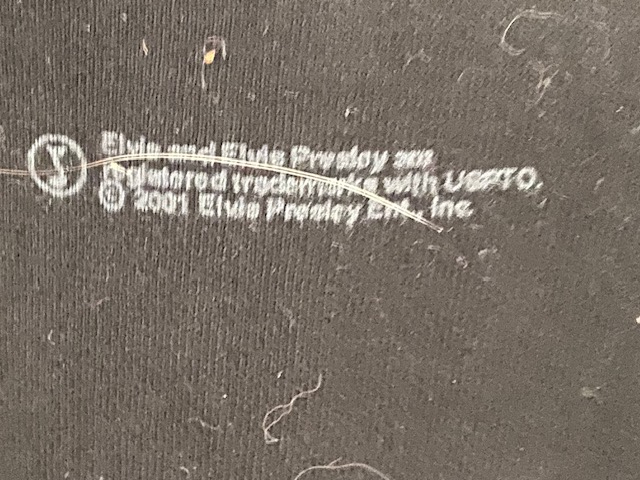 Elvis and Elvis Presley are
registered trademarks with USPTO.
© 2001 Elvis Presley Ent., Inc.